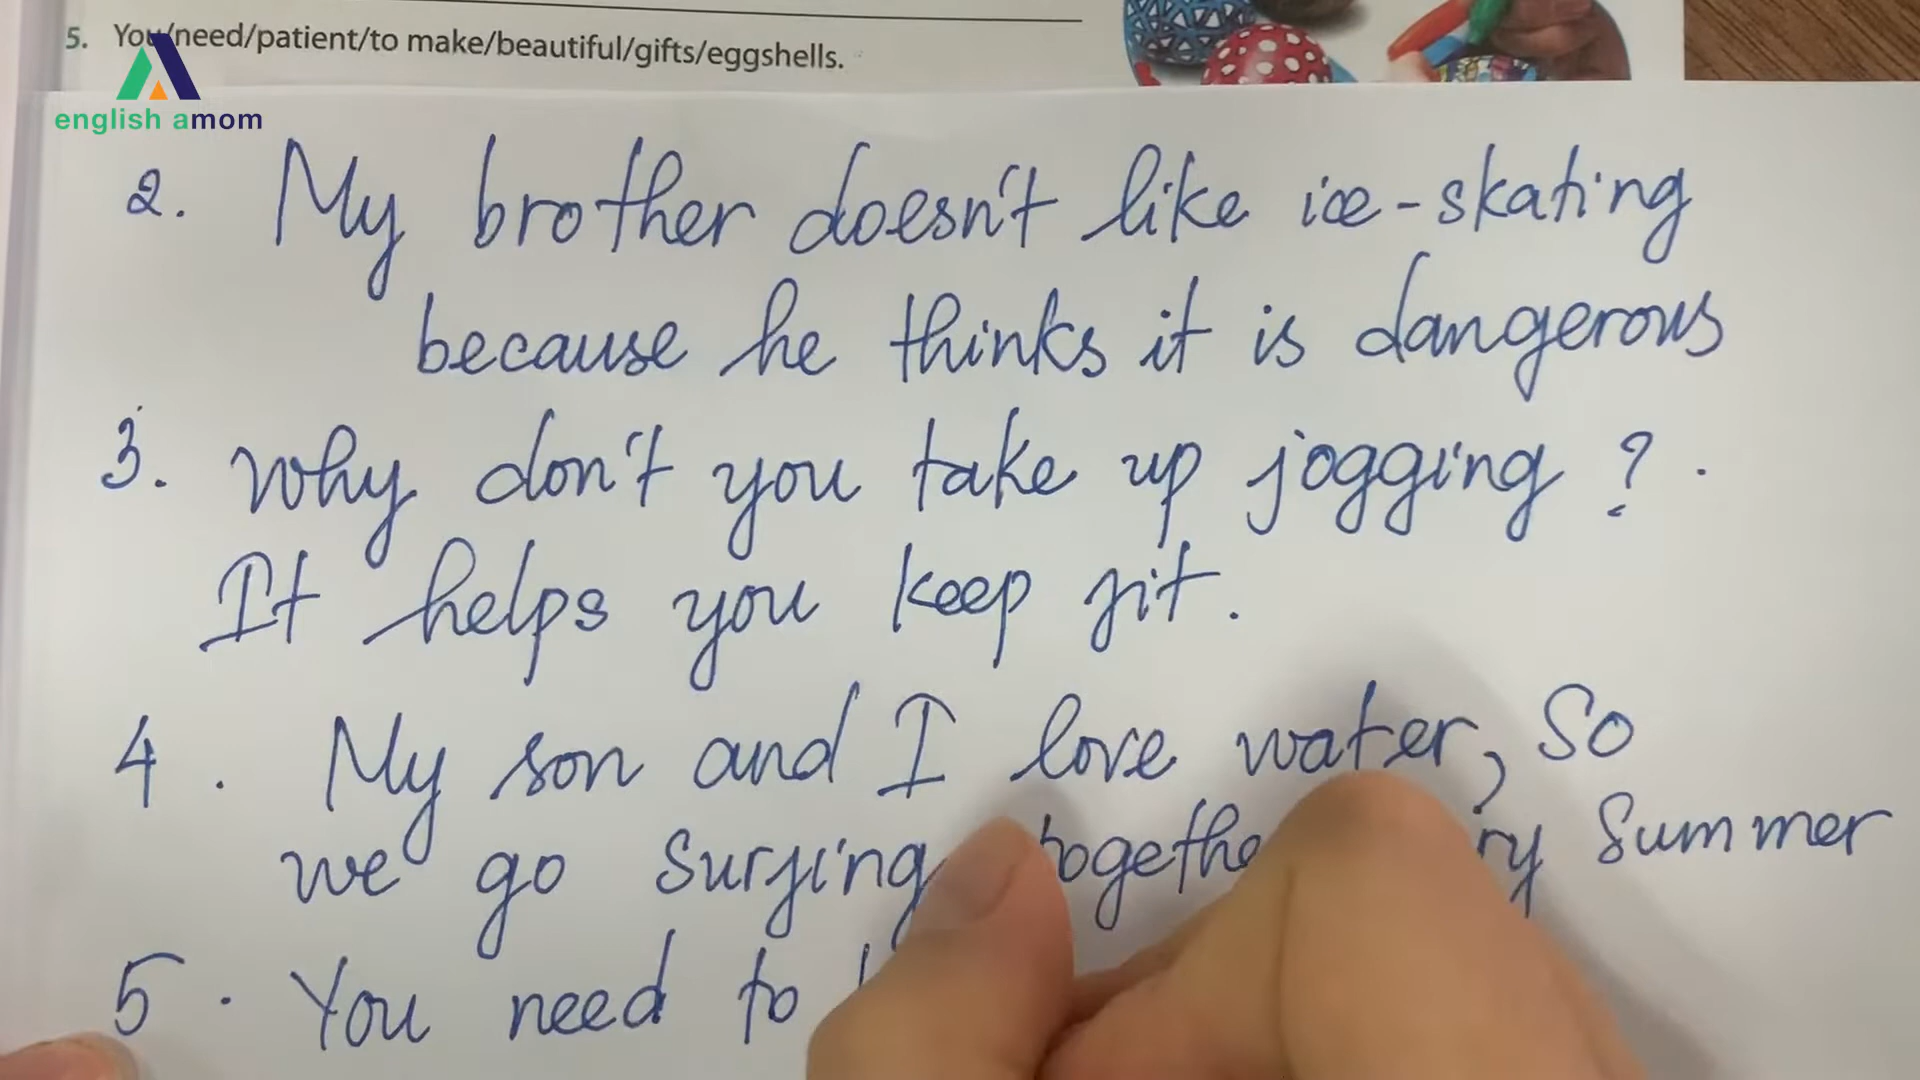 5. You/need/patient/to make/beautiful/gifts/eggshells.
english amom
2. My brother doesn't like ice-skating
because he thinks it is dangerous
3. Why don't you take up jogging ? .
It helps you keep fit.
4. My son and I love water, So
we go surfing Summer
5. You need to